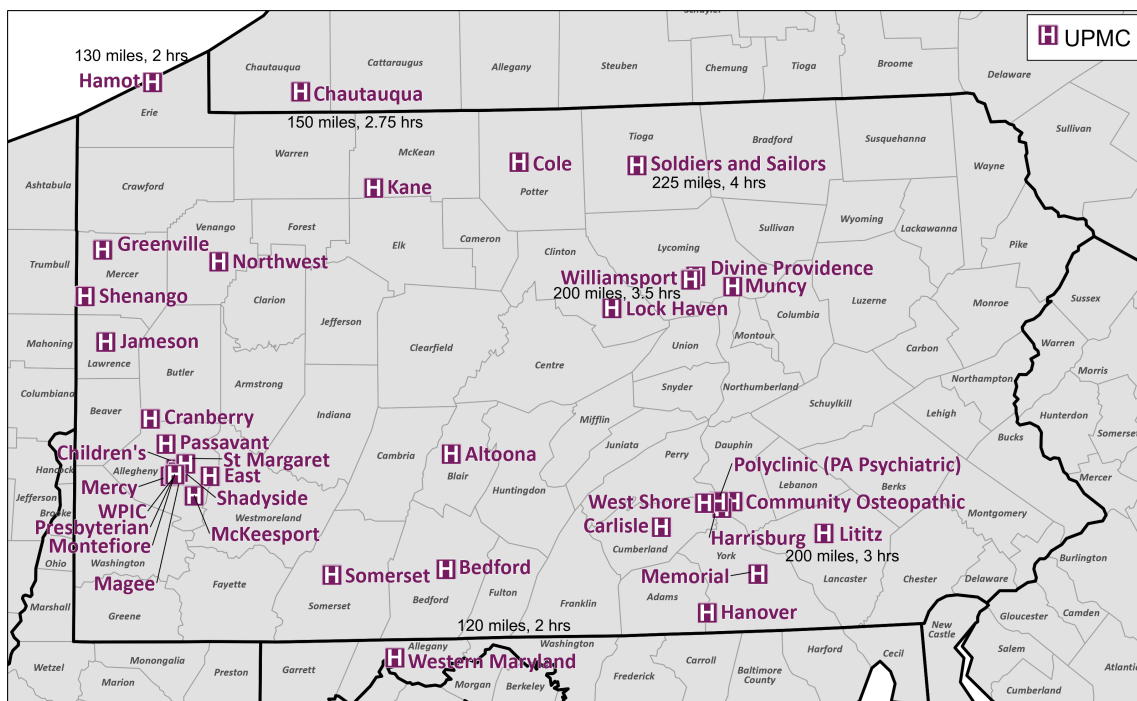 Schuyler
H UPMC
130 miles, 2 hrs
Hamot H
Erie
Chautauqua
Cattaraugus
Allegany
Steuben
Chemung
Tioga
Broome
Delaware
Sullivan
H Chautauqua
150 miles, 2.75 hrs
Ashtabula
Crawford
Warren
McKean
H Kane
H Cole
Potter
Tioga
H Soldiers and Sailors
225 miles, 4 hrs
Bradford
Susquehanna
Wayne
Wyoming
Lackawanna
Pike
Sussex
Trumbull
H Greenville
Mercer
Venango
H Northwest
Forest
Elk
Cameron
Clinton
Lycoming
Sullivan
H Shenango
Clarion
Jefferson
Clearfield
Williamsport H
H Divine Providence
H Muncy
200 miles, 3.5 hrs
H Lock Haven
Columbia
Luzerne
Monroe
Montour
Union
Carbon
Warren
Morris
Mahoning
H Jameson
Lawrence
Butler
Armstrong
Centre
Snyder
Northumberland
Northampton
Columbiana
Beaver
H Cranberry
Indiana
Mifflin
Schuylkill
Lehigh
Hunterdon
Somerset
Bucks
H Passavant
Children's
H St Margaret
Allegheny
H East
Mercy H
H Shadyside
WPIC
Presbyterian
Montefiore
H McKeesport
Magee
Westmoreland
Cambria
H Altoona
Blair
Huntingdon
Juniata
Perry
Dauphin
Polyclinic (PA Psychiatric)
Lebanon
Berks
Mercer
Montgomery
West Shore H
H
H Community Osteopathic
Carlisle H
Harrisburg
H Lititz
200 miles, 3 hrs
Cumberland
York
Memorial H
Lancaster
Chester
Delaware
Burlington
Hancock
Jefferson
Brooke
Ohio
Washington
Marshall
Greene
Fayette
H Somerset
Somerset
H Bedford
Bedford
Fulton
Franklin
Adams
H Hanover
120 miles, 2 hrs
New
Castle
Gloucester
Camden
Salem
Wetzel
Monongalia
Marion
Preston
Garrett
Allegany
H Western Maryland
Washington
Morgan
Berkeley
Frederick
Carroll
Baltimore
County
Harford
Cecil
Cumberland
Atlantic